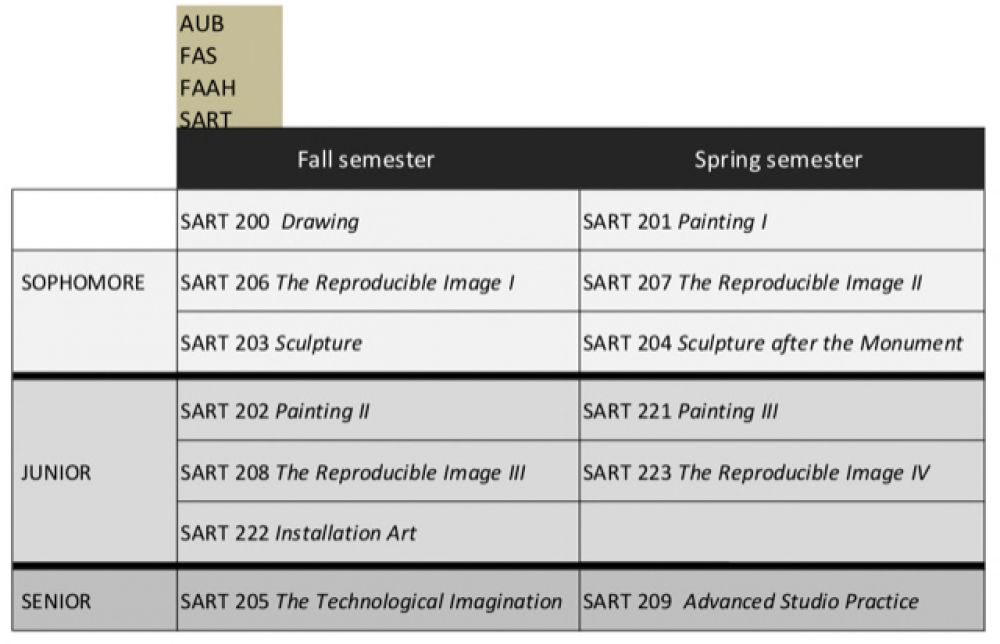 AUB
FAS
FAAH
SART
Fall semester Spring semester
SART 200 Drawing SART 201 Painting I
SOPHOMORE SART 206 The Reproducible Image I SART 207 The Reproducible Image II
SART 203 Sculpture SART 204 Sculpture after the Monument
SART 202 Painting II SART 221 Painting III
JUNIOR SART 208 The Reproducible Image III SART 223 The Reproducible Image IV
SART 222 Installation Art
SENIOR SART 205 The Technological Imagination SART 209 Advanced Studio Practice